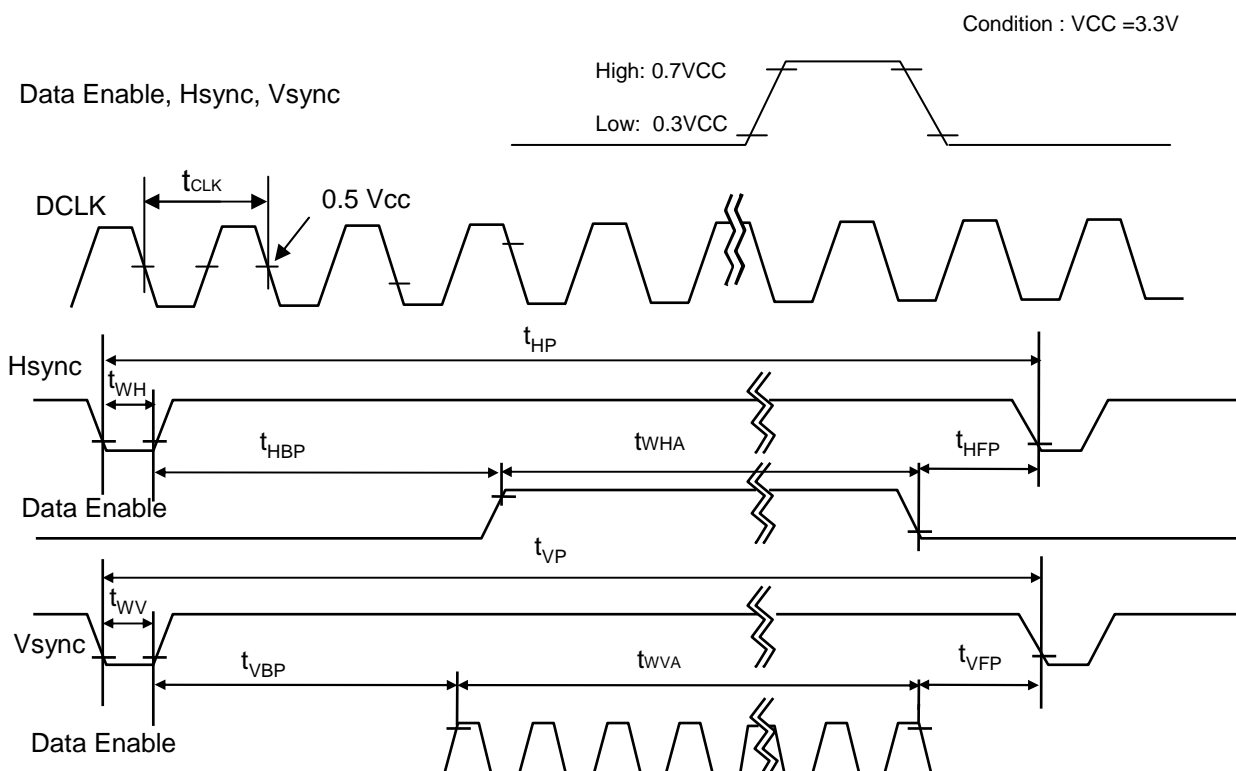 Condition : VCC =3.3V
High: 0.7VCC
Data Enable, Hsync, Vsync
Low: 0.3VCC
tCLK
0.5 Vcc
DCLK
tHP
Hsync
tWH
tHBP
tWHA
tHFP
Data Enable
tVP
tWV
Vsync
tVBP
tWVA
tVFP
Data Enable